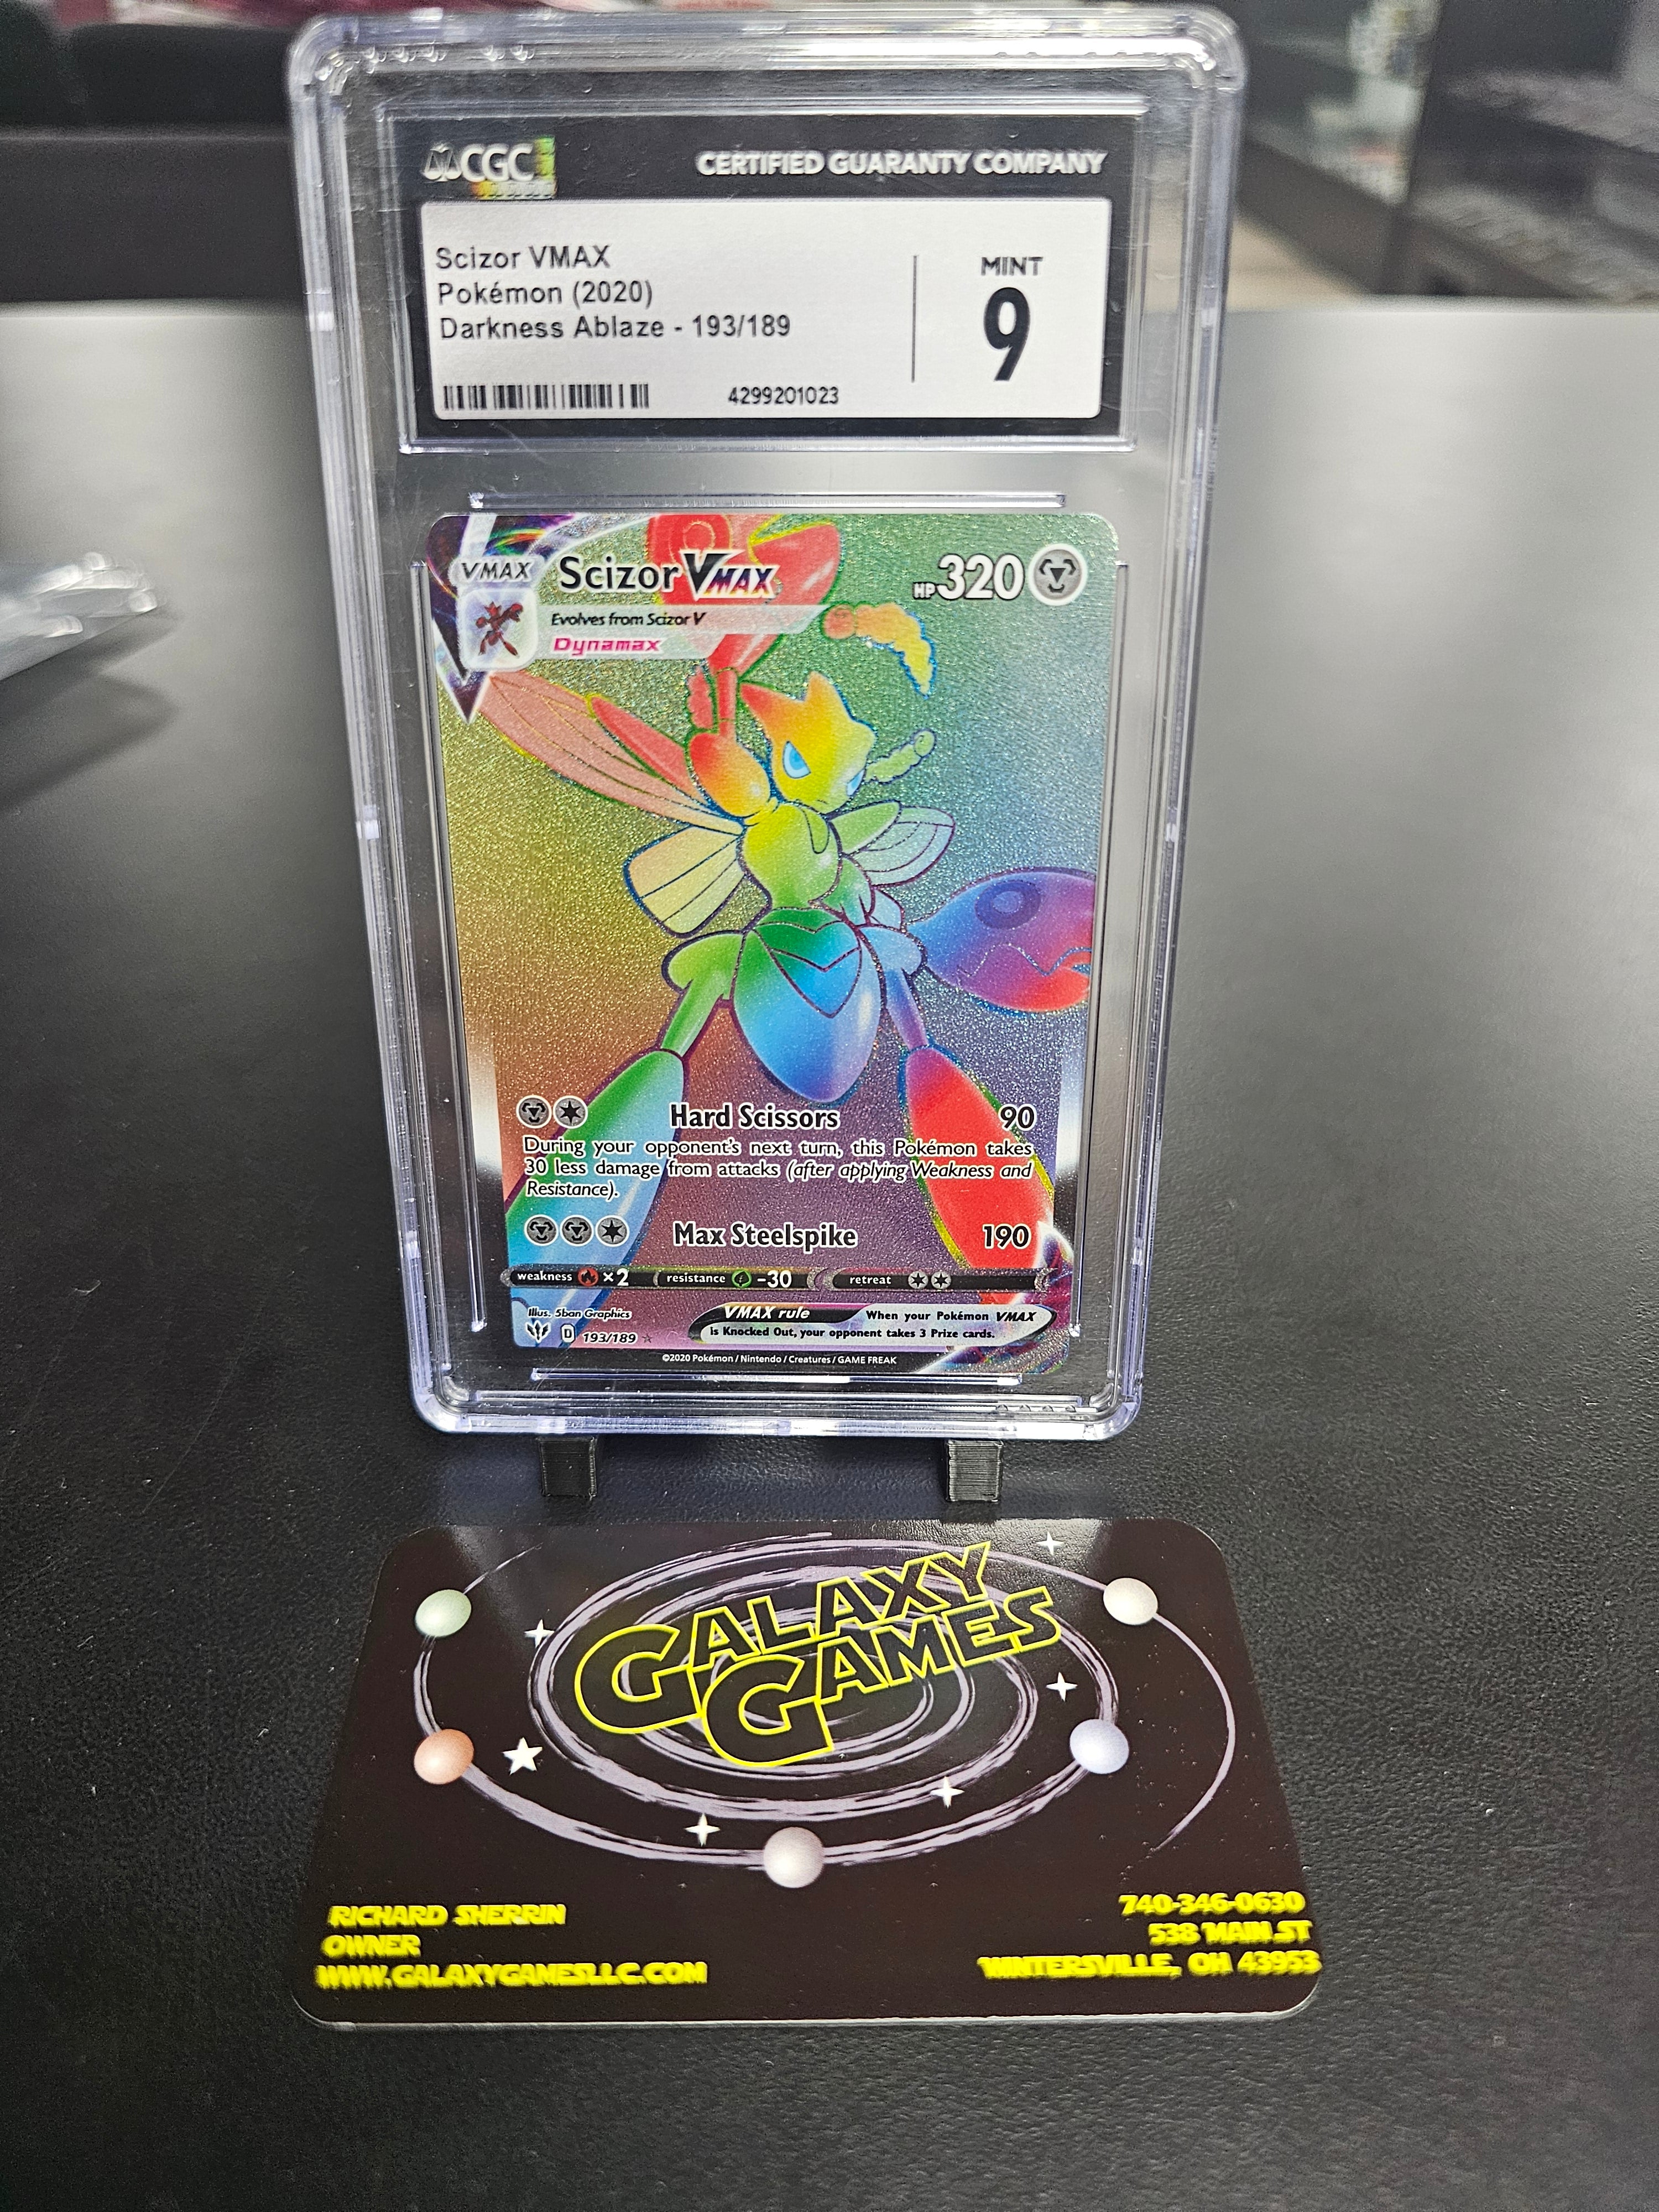 CGC
CERTIFIED GUARANTY COMPANY
Scizor VMAX
Pokémon (2020)
Darkness Ablaze - 193/189
4299201023
MINT
9
VMAX
Scizor VMAX
HP 320
Evolves from Scizor V
Dynamax
Hard Scissors 90
During your opponent's next turn, this Pokémon takes
30 less damage from attacks (after applying Weakness and
Resistance).
Max Steelspike 190
weakness ×2 resistance -30 retreat
Illus. 5ban Graphics
D 193/189
VMAX rule When your Pokémon VMAX
is Knocked Out, your opponent takes 3 Prize cards.
©2020 Pokémon / Nintendo / Creatures / GAME FREAK
GALAXY
GAMES
RICHARD SHERRIN
OWNER
WWW.GALAXYGAMESLLC.COM
740-346-0630
538 MAIN ST
WINTERSVILLE, OH 43953